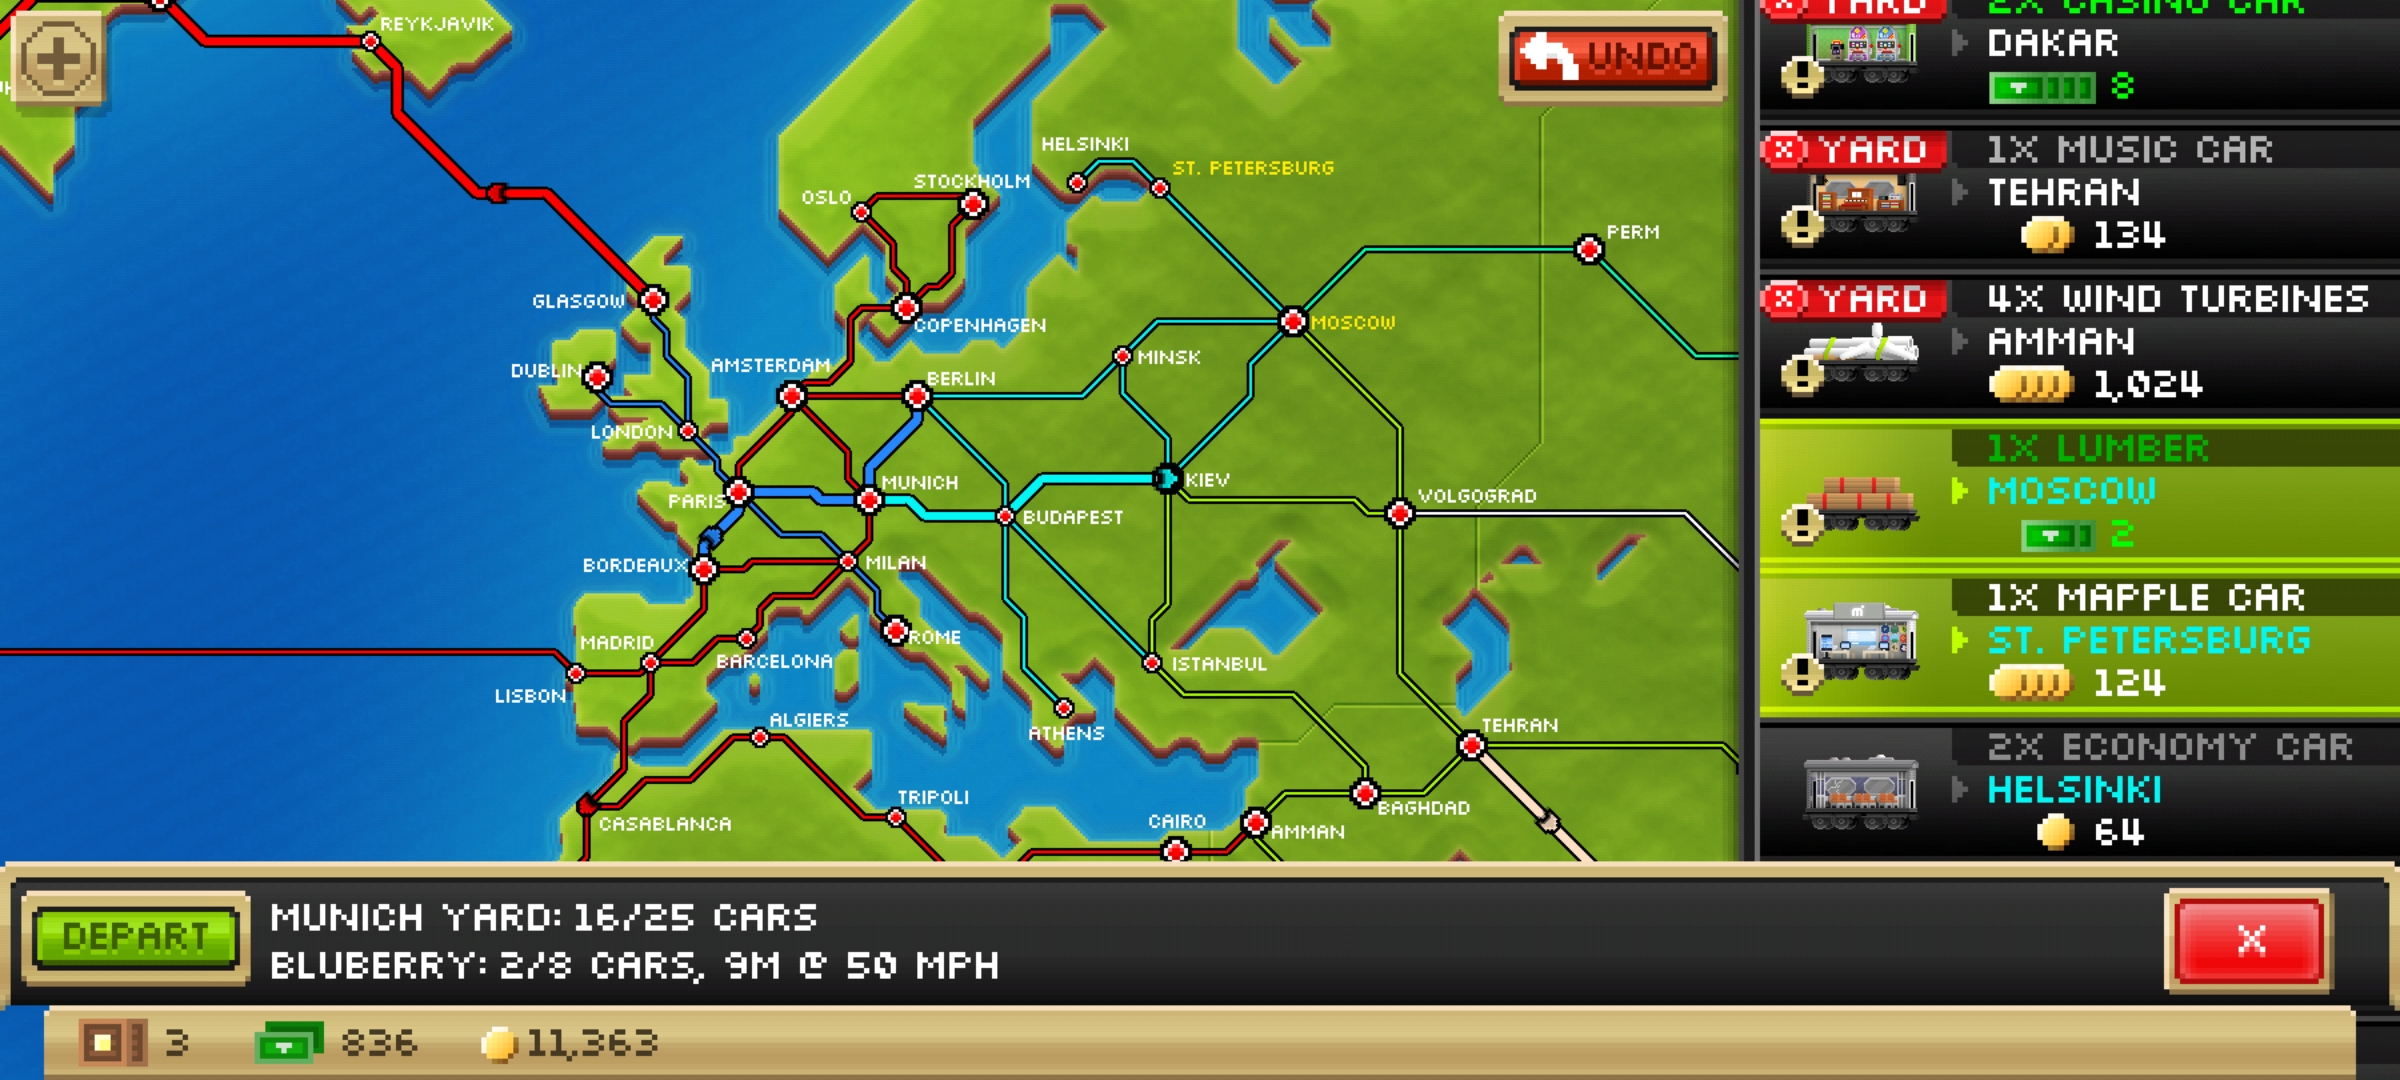 REYKJAVIK
UNDO
HELSINKI
ST. PETERSBURG
STOCKHOLM
OSLO
PERM
GLASGOW
COPENHAGEN
MOSCOW
MINSK
AMSTERDAM
DUBLIN
BERLIN
LONDON
MUNICH
KIEV
PARIS
VOLGOGRAD
BUDAPEST
BORDEAUX
MILAN
MADRID
ROME
BARCELONA
ISTANBUL
LISBON
ALGIERS
ATHENS
TEHRAN
TRIPOLI
CASABLANCA
CAIRO
AMMAN
BAGHDAD
YARD
2X CASINO CAR
DAKAR
8
YARD
1X MUSIC CAR
TEHRAN
134
YARD
4X WIND TURBINES
AMMAN
1,024
1X LUMBER
MOSCOW
2
1X MAPPLE CAR
ST. PETERSBURG
124
2X ECONOMY CAR
HELSINKI
64
DEPART
MUNICH YARD: 16/25 CARS
BLUBERRY: 2/8 CARS, 9M @ 50 MPH
X
3
836
11,363